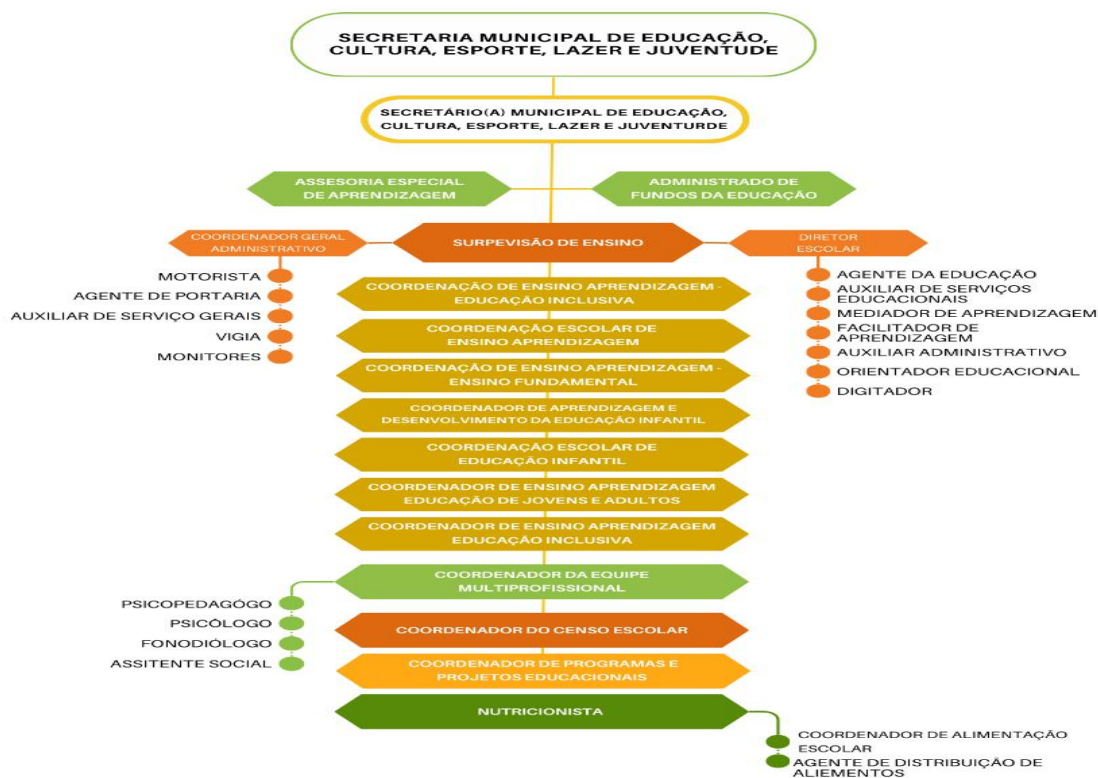 SECRETARIA MUNICIPAL DE EDUCAÇÃO,
CULTURA, ESPORTE, LAZER E JUVENTUDE
SECRETÁRIO(A) MUNICIPAL DE EDUCAÇÃO,
CULTURA, ESPORTE, LAZER E JUVENTURDE
ASSESORIA ESPECIAL
DE APRENDIZAGEM
ADMINISTRADO DE
FUNDOS DA EDUCAÇÃO
COORDENADOR GERAL
ADMINISTRATIVO
SURPEVISÃO DE ENSINO
DIRETOR
ESCOLAR
MOTORISTA
AGENTE DE PORTARIA
AUXILIAR DE SERVIÇO GERAIS
VIGIA
MONITORES
AGENTE DA EDUCAÇÃO
AUXILIAR DE SERVIÇOS
EDUCACIONAIS
MEDIADOR DE APRENDIZAGEM
FACILITADOR DE
APRENDIZAGEM
AUXILIAR ADMINISTRATIVO
ORIENTADOR EDUCACIONAL
DIGITADOR
COORDENAÇÃO DE ENSINO APRENDIZAGEM -
EDUCAÇÃO INCLUSIVA
COORDENAÇÃO ESCOLAR DE
ENSINO APRENDIZAGEM
COORDENAÇÃO DE ENSINO APRENDIZAGEM -
ENSINO FUNDAMENTAL
COORDENADOR DE APRENDIZAGEM E
DESENVOLVIMENTO DA EDUCAÇÃO INFANTIL
COORDENAÇÃO ESCOLAR DE
EDUCAÇÃO INFANTIL
COORDENADOR DE ENSINO APRENDIZAGEM
EDUCAÇÃO DE JOVENS E ADULTOS
COORDENADOR DE ENSINO APRENDIZAGEM
EDUCAÇÃO INCLUSIVA
COORDENADOR DA EQUIPE
MULTIPROFISSIONAL
PSICOPEDAGÓGO
PSICÓLOGO
FONODIÓLOGO
ASSITENTE SOCIAL
COORDENADOR DO CENSO ESCOLAR
COORDENADOR DE PROGRAMAS E
PROJETOS EDUCACIONAIS
NUTRICIONISTA
COORDENADOR DE ALIMENTAÇÃO
ESCOLAR
AGENTE DE DISTRIBUIÇÃO DE
ALIEMENTOS